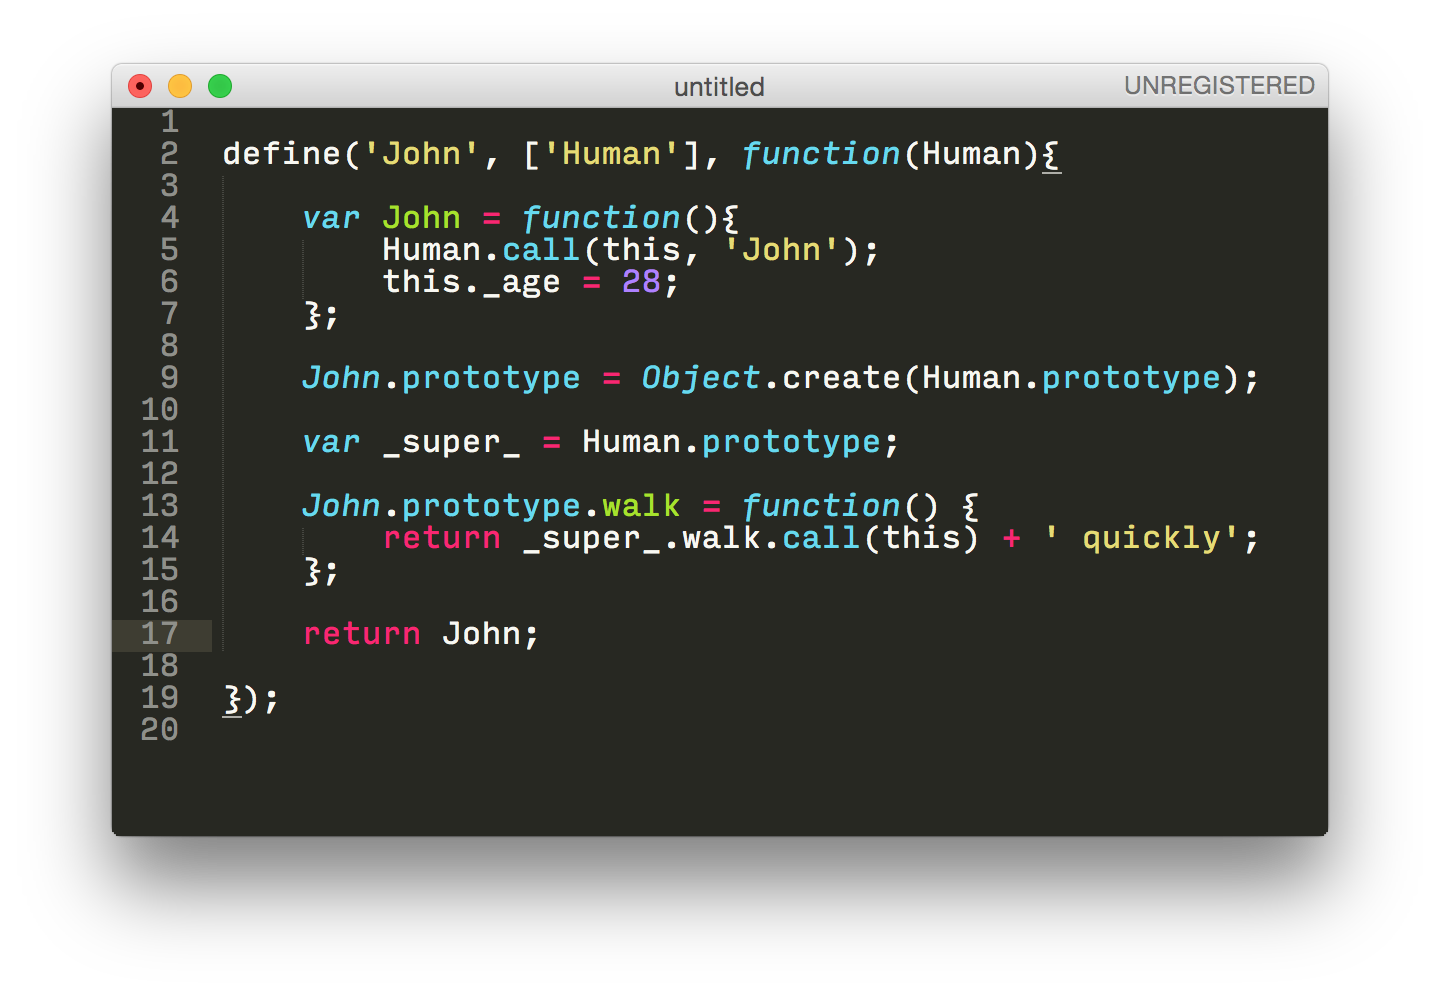 untitled UNREGISTERED
1
2 define('John', ['Human'], function(Human){
3
4     var John = function(){
5         Human.call(this, 'John');
6         this._age = 28;
7     };
8
9     John.prototype = Object.create(Human.prototype);
10
11     var _super_ = Human.prototype;
12
13     John.prototype.walk = function() {
14         return _super_.walk.call(this) + ' quickly';
15     };
16
17     return John;
18
19 });
20